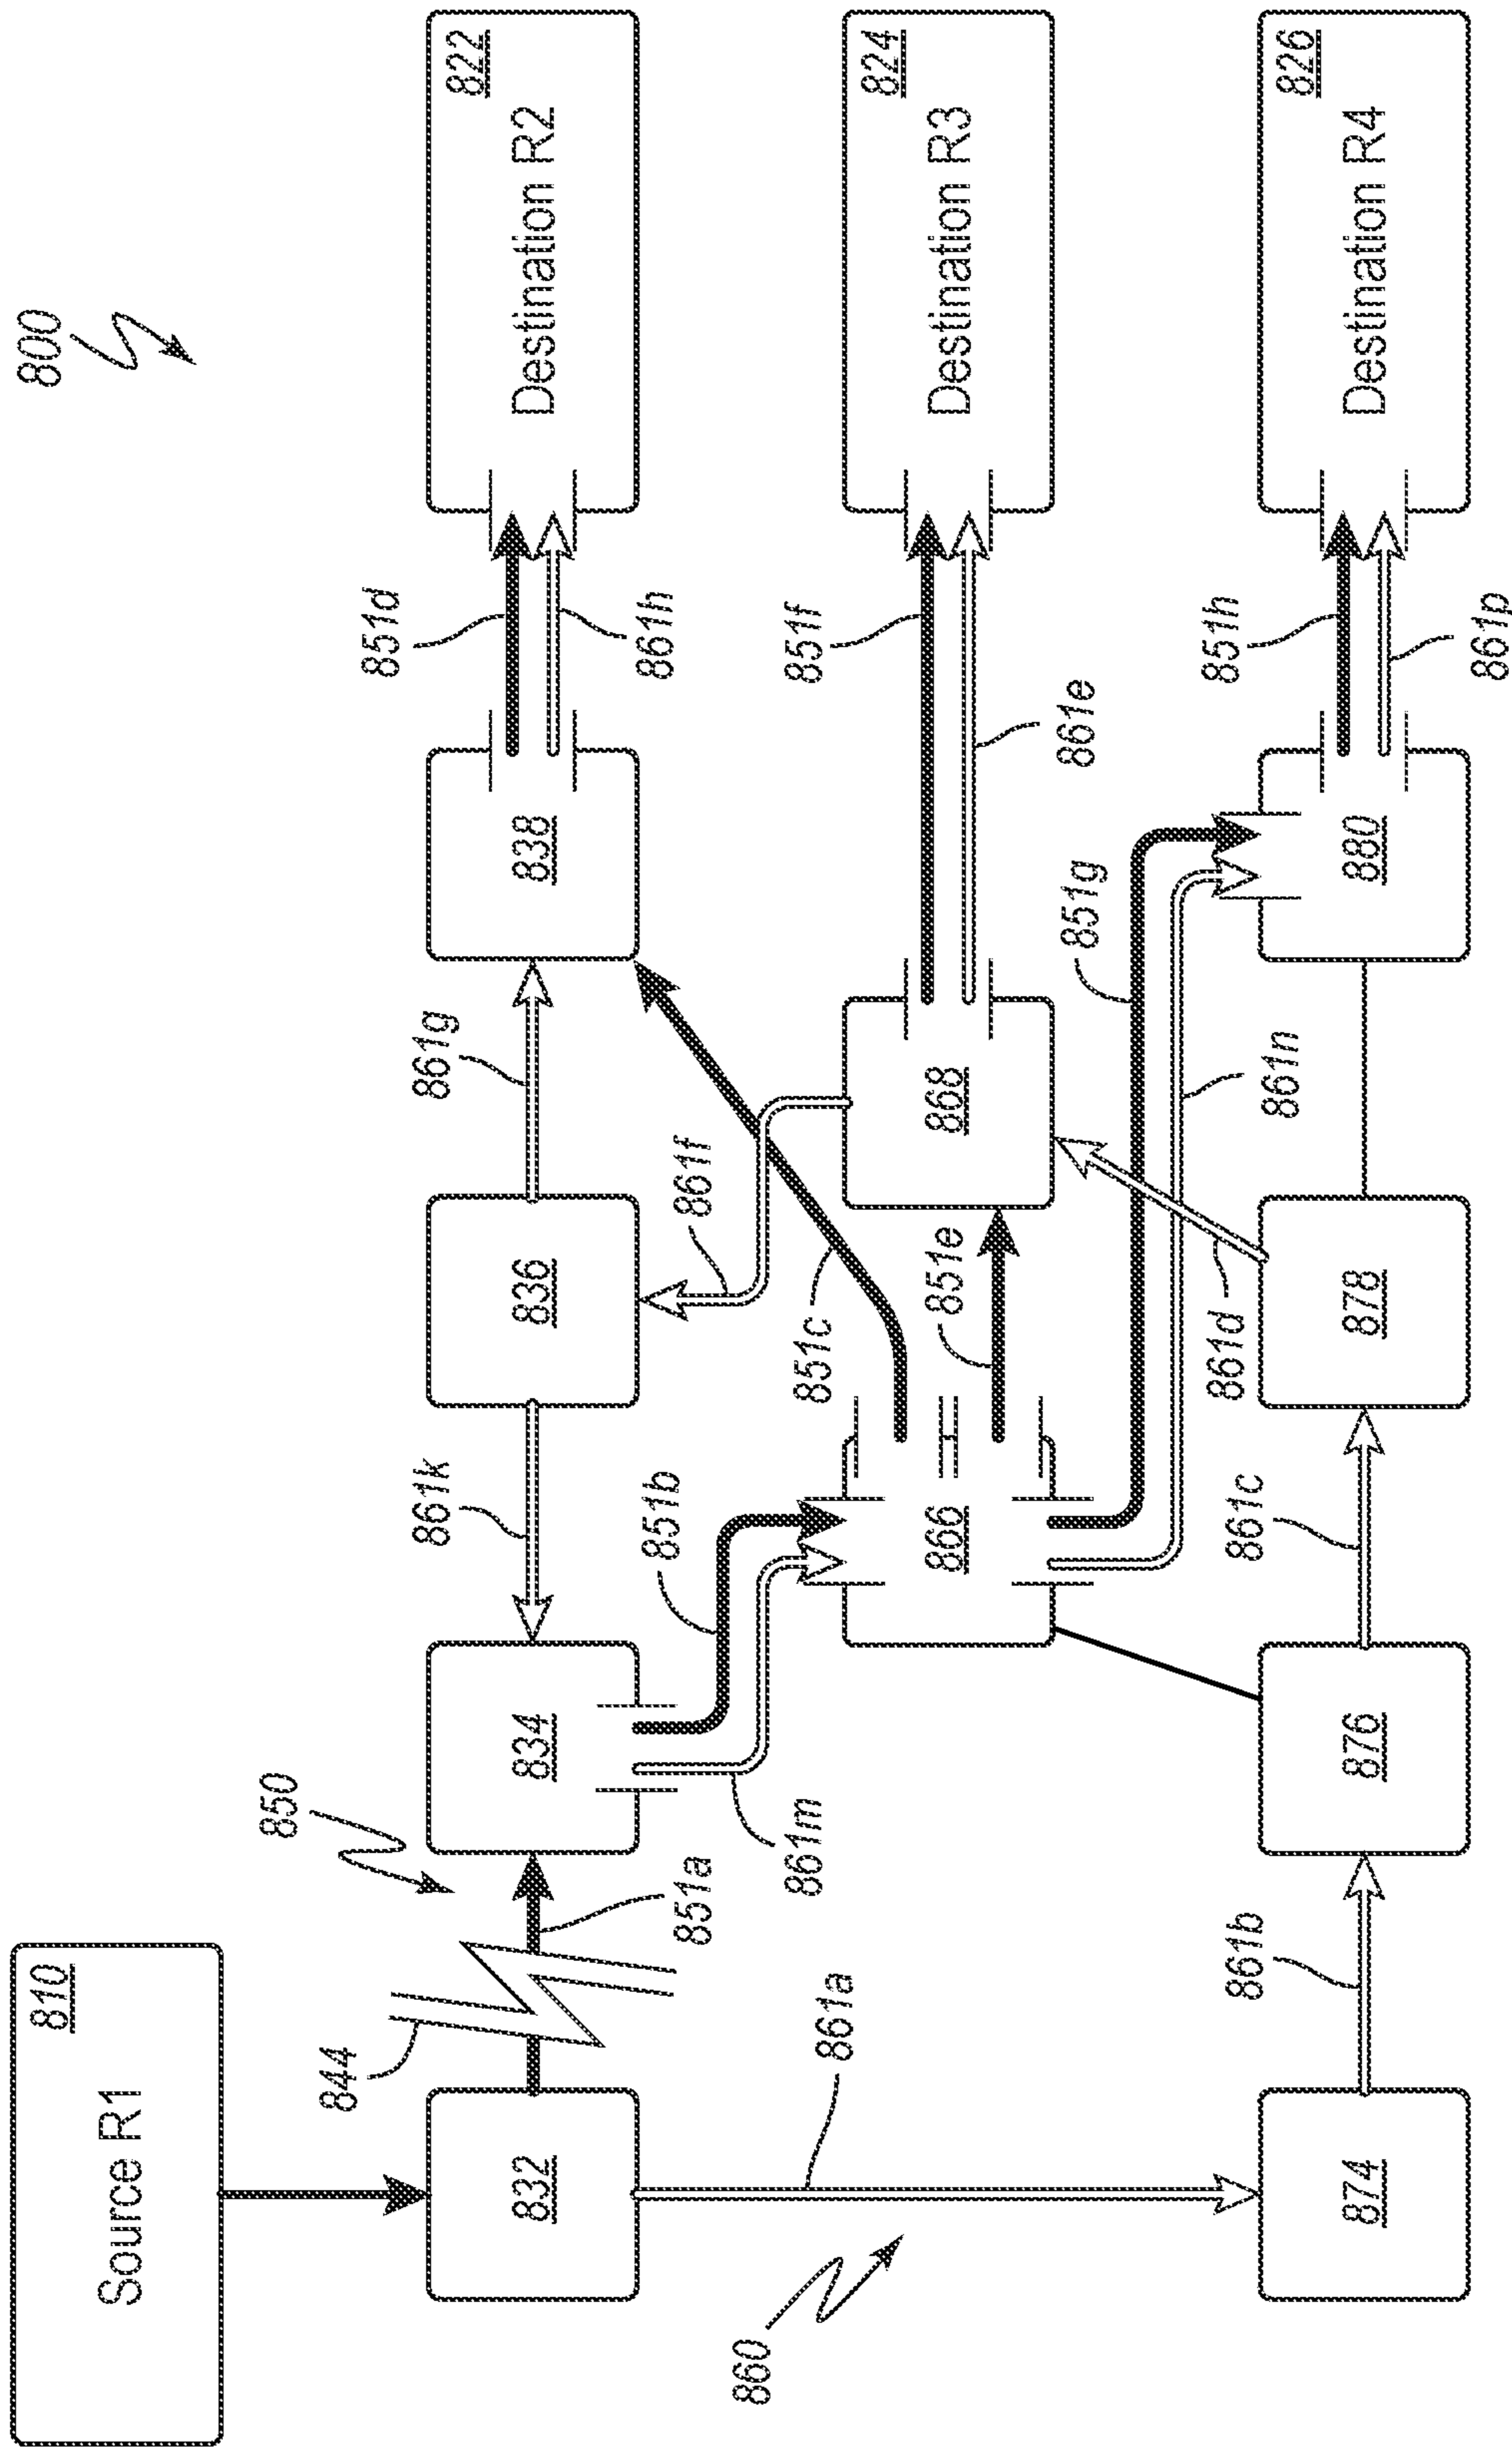 800
Source R1
810
844
850
832
851a
834
861k
836
861g
838
851d
861h
822
Destination R2
861m
851b
851c
861f
866
851e
868
851f
861e
824
Destination R3
860
861a
851g
861n
861d
874
861b
876
861c
878
880
851h
861p
826
Destination R4